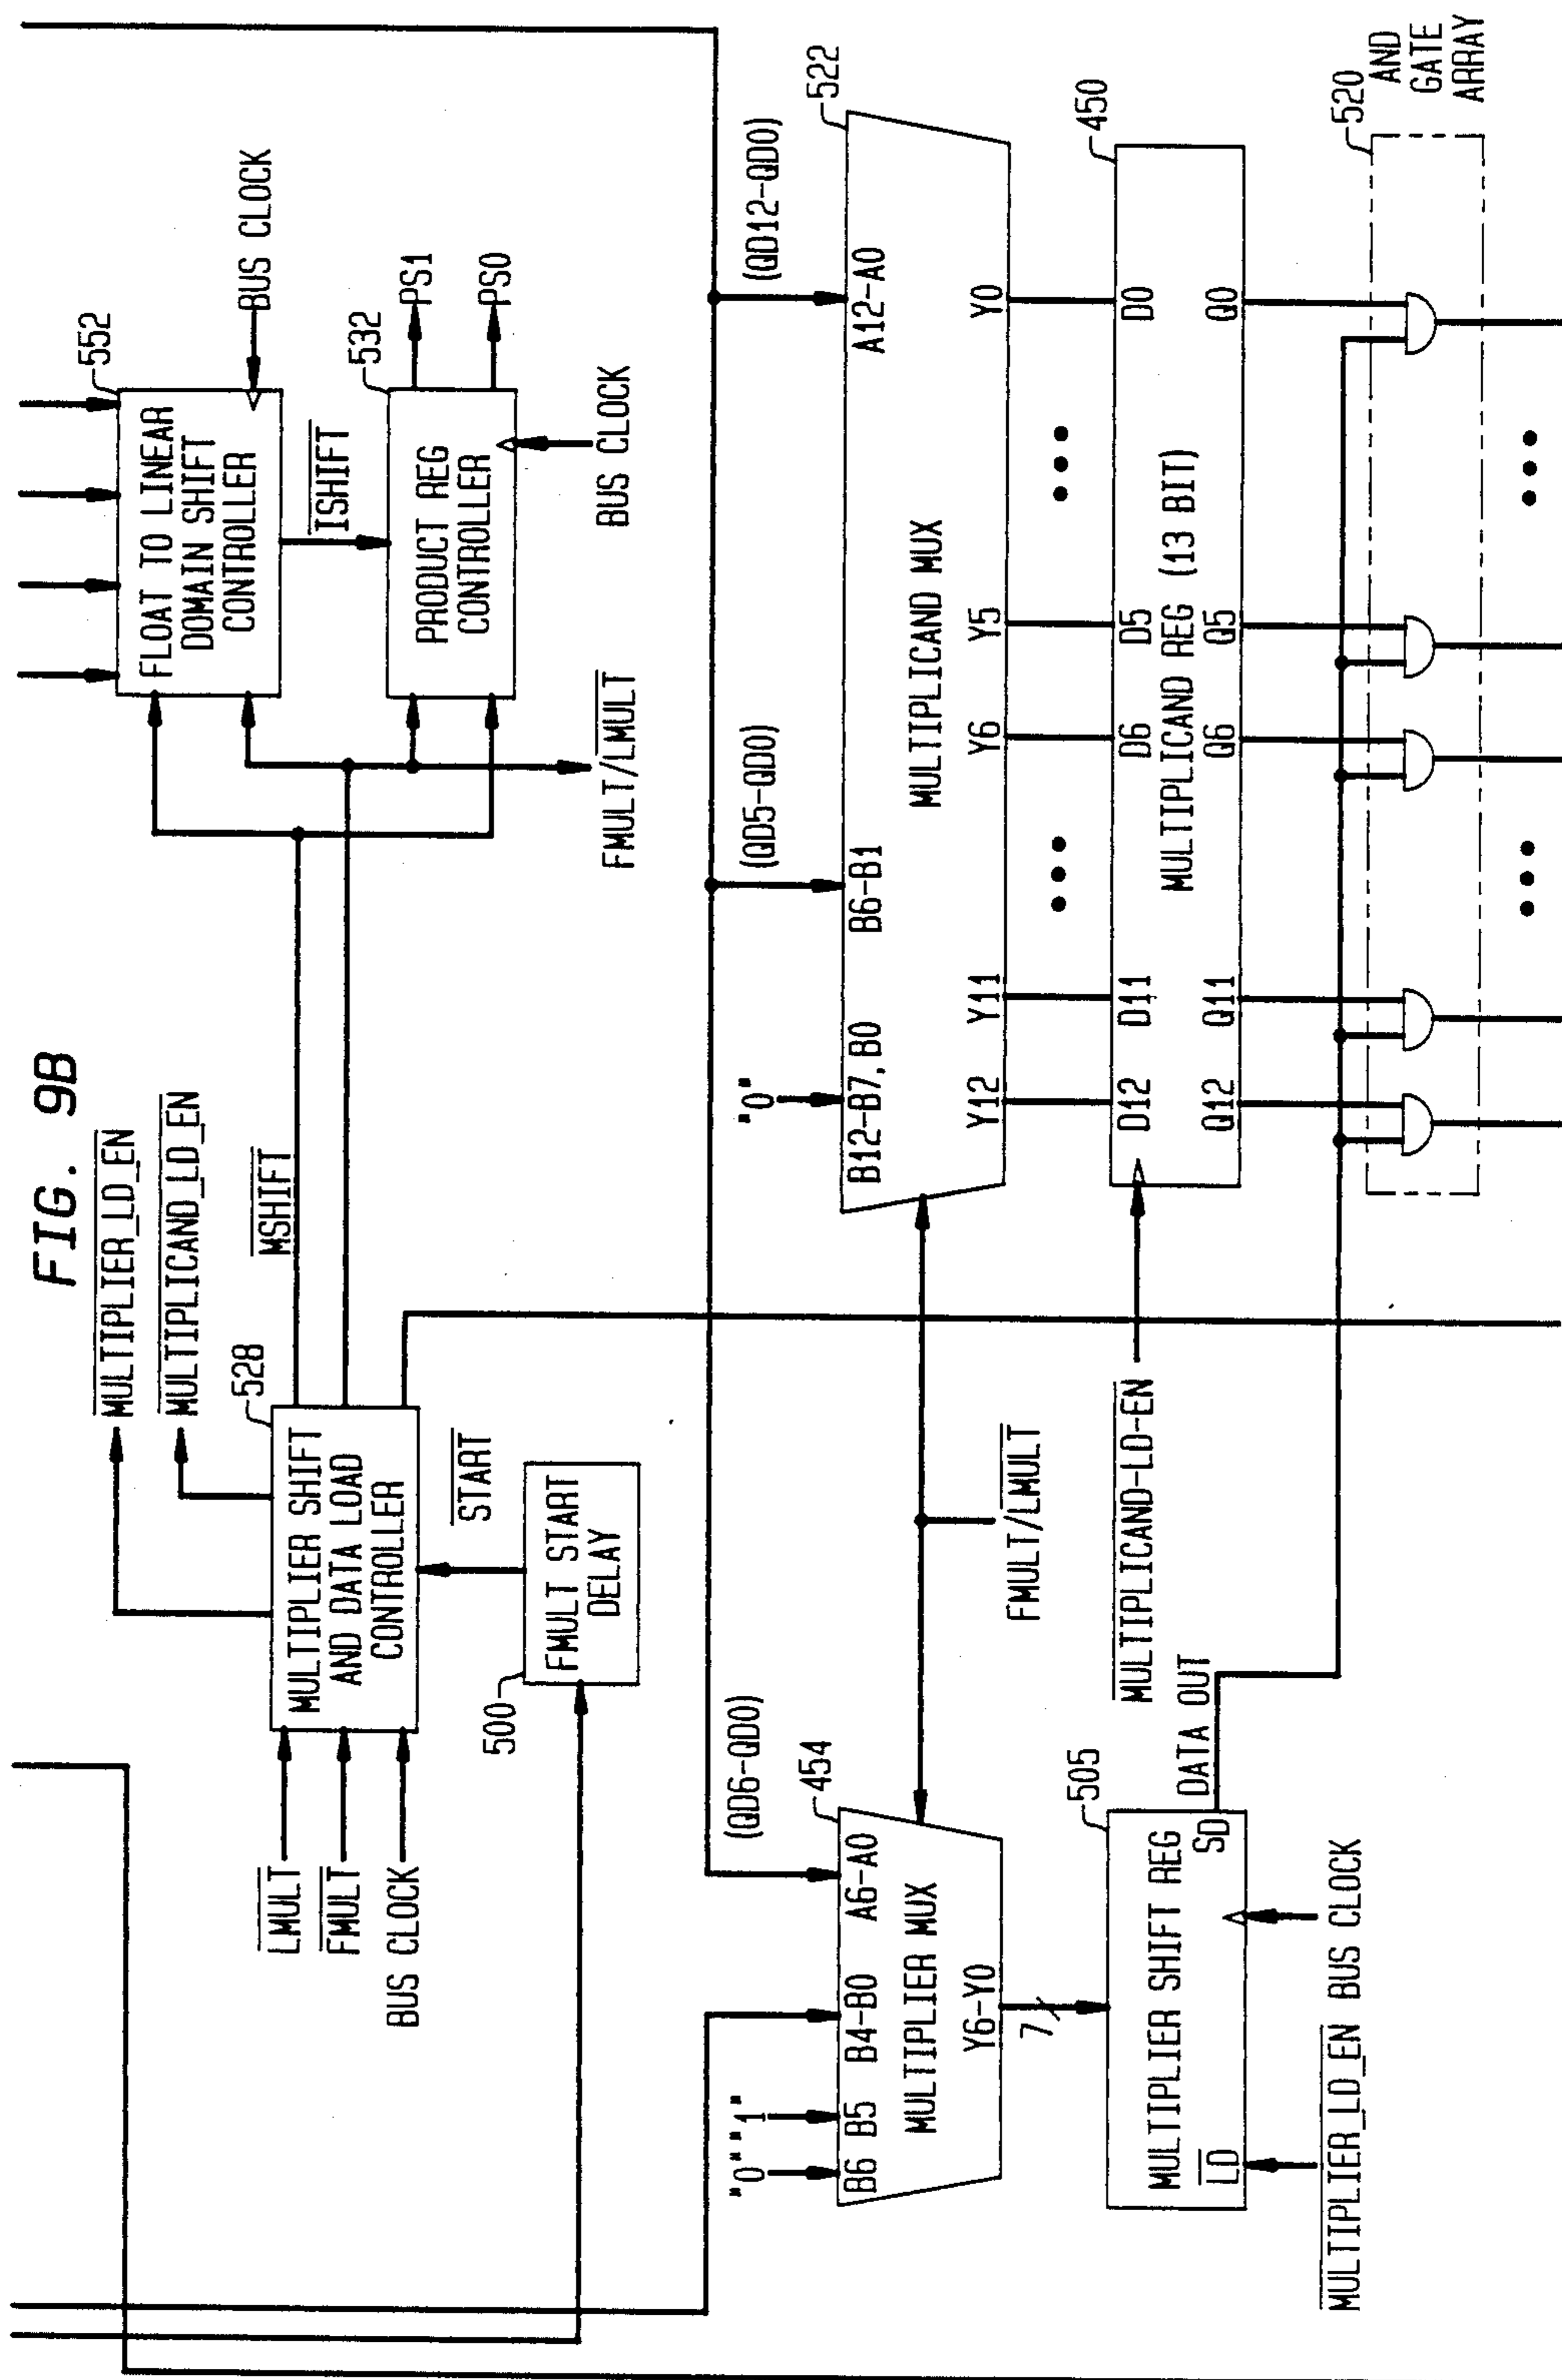 FIG. 9B
MULTIPLIER_LD_EN
MULTIPLICAND_LD_EN
528
MULTIPLIER SHIFT
AND DATA LOAD
CONTROLLER
LMULT
FMULT
BUS CLOCK
MSHIFT
START
500
FMULT START
DELAY
552
FLOAT TO LINEAR
DOMAIN SHIFT
CONTROLLER
BUS CLOCK
ISHIFT
532
PRODUCT REG
CONTROLLER
PS1
PS0
BUS CLOCK
FMULT/LMULT
(QD6-QD0)
(QD5-QD0)
(QD12-QD0)
"0" "1"
454
B6 B5 B4-B0 A6-A0
MULTIPLIER MUX
Y6-Y0
7
"0"
522
B12-B7, B0 B6-B1 A12-A0
MULTIPLICAND MUX
Y12 Y11 Y6 Y5 Y0
FMULT/LMULT
450
D12 D11 D6 D5 D0
MULTIPLICAND REG (13 BIT)
Q12 Q11 Q6 Q5 Q0
MULTIPLICAND-LD-EN
505
MULTIPLIER SHIFT REG
LD
SD
DATA OUT
MULTIPLIER_LD_EN BUS CLOCK
520
AND
GATE
ARRAY